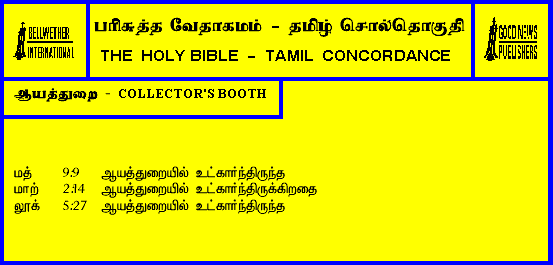 BELLWETHER
INTERNATIONAL
பரிசுத்த வேதாகமம் - தமிழ் சொல்தொகுதி
THE HOLY BIBLE - TAMIL CONCORDANCE
GOOD NEWS
PUBLISHERS
ஆயத்துறை - COLLECTOR'S BOOTH
மத் 9:9 ஆயத்துறையில் உட்கார்ந்திருந்த
மாற் 2:14 ஆயத்துறையில் உட்கார்ந்திருக்கிறதை
லூக் 5:27 ஆயத்துறையில் உட்கார்ந்திருந்த